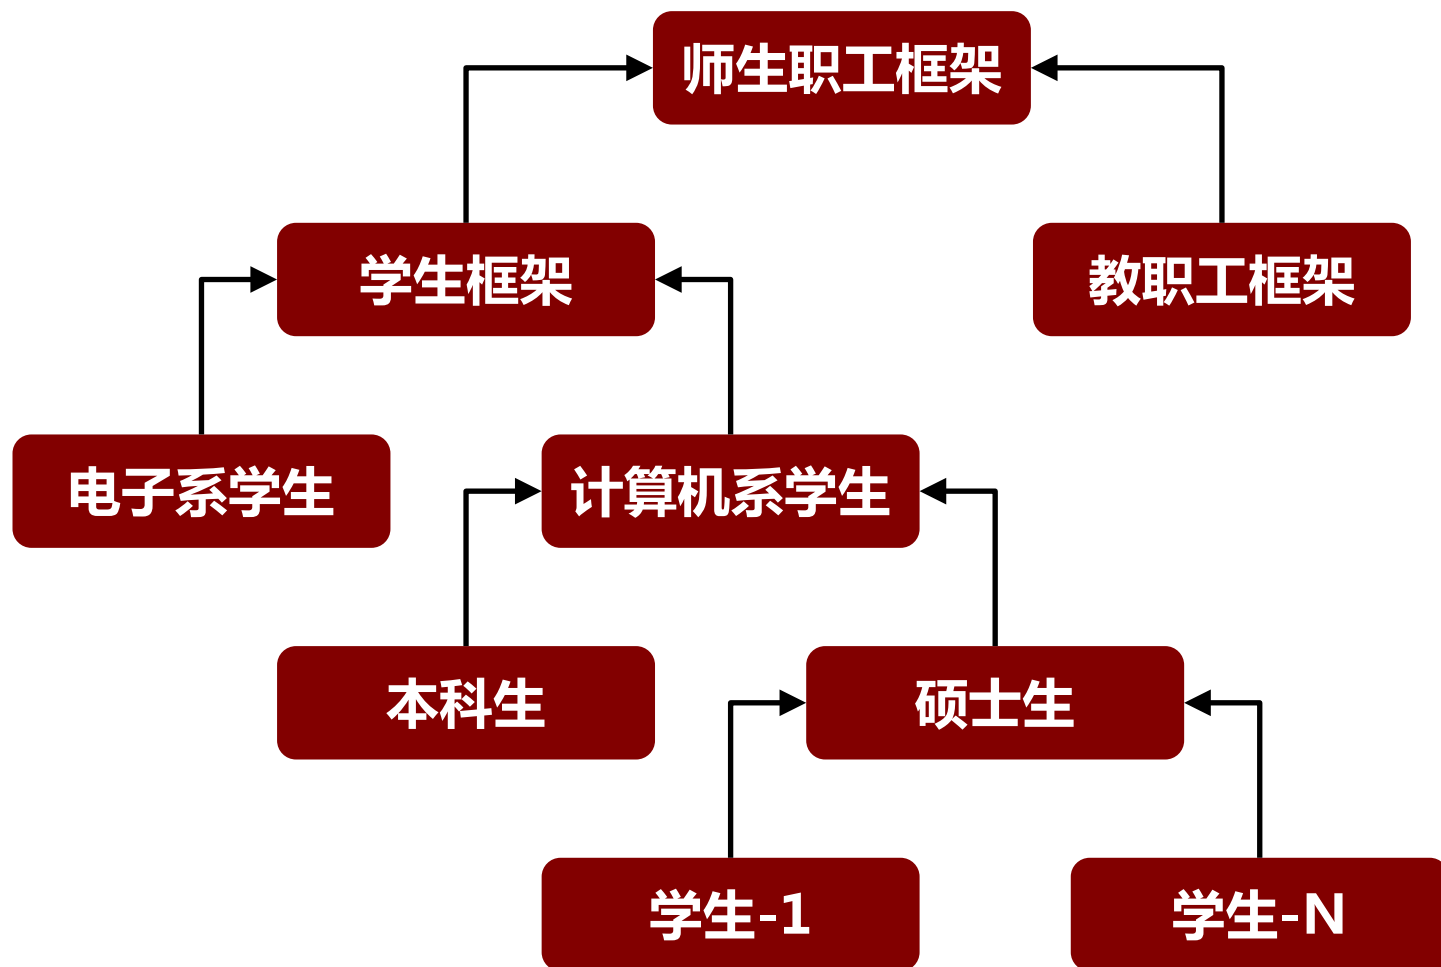 师生职工框架
学生框架
教职工框架
电子系学生
计算机系学生
本科生
硕士生
学生-1
学生-N